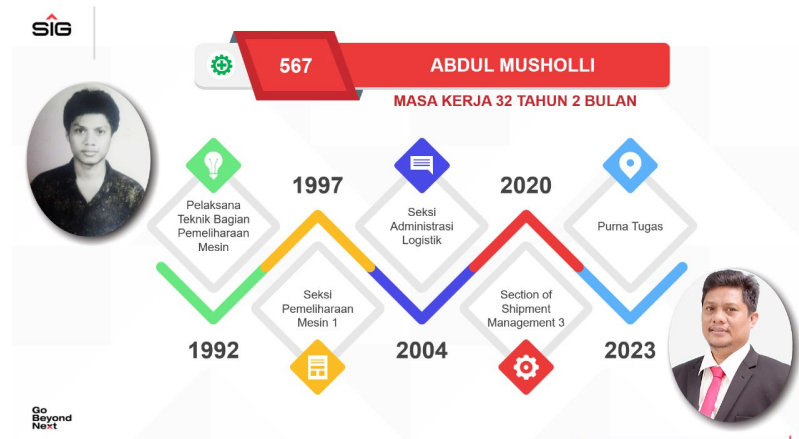 SIG
567
ABDUL MUSHOLLI
MASA KERJA 32 TAHUN 2 BULAN
Pelaksana
Teknik Bagian
Pemeliharaan
Mesin
1992
1997
Seksi
Pemeliharaan
Mesin 1
Seksi
Administrasi
Logistik
2004
2020
Section of
Shipment
Management 3
Purna Tugas
2023
Go
Beyond
Next